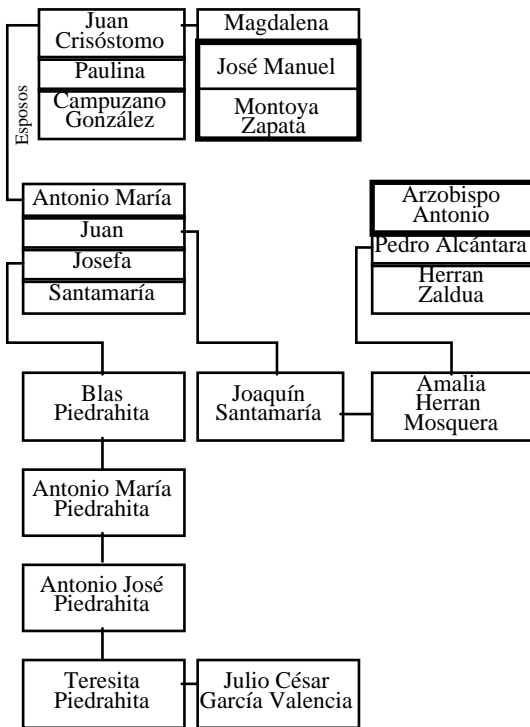 Juan
Crisóstomo
Paulina
Campuzano
González
Magdalena
José Manuel
Montoya
Zapata
Esposos
Antonio María
Juan
Josefa
Santamaría
Arzobispo
Antonio
Pedro Alcántara
Herran
Zaldua
Blas
Piedrahita
Joaquín
Santamaría
Amalia
Herran
Mosquera
Antonio María
Piedrahita
Antonio José
Piedrahita
Teresita
Piedrahita
Julio César
García Valencia